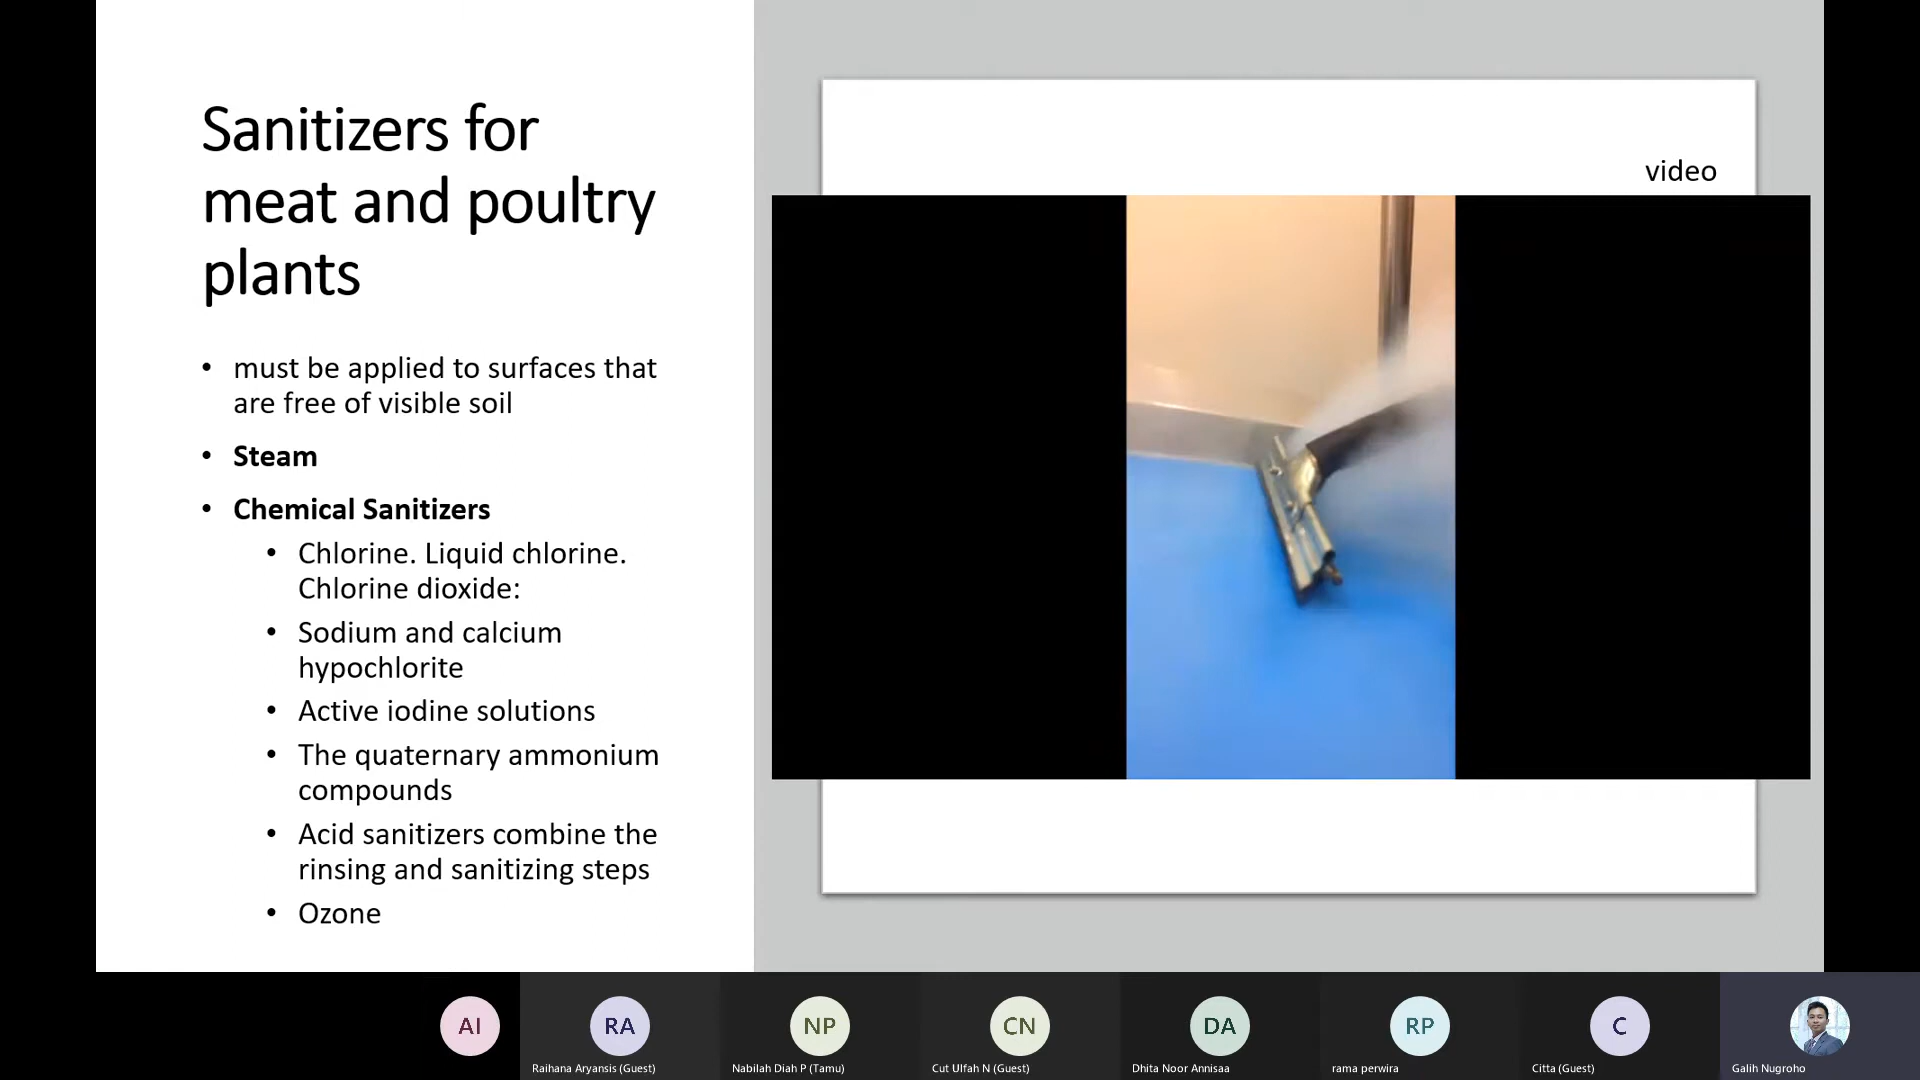 Sanitizers for
meat and poultry
plants
• must be applied to surfaces that
are free of visible soil
• Steam
• Chemical Sanitizers
• Chlorine. Liquid chlorine.
Chlorine dioxide:
• Sodium and calcium
hypochlorite
• Active iodine solutions
• The quaternary ammonium
compounds
• Acid sanitizers combine the
rinsing and sanitizing steps
• Ozone
video
AI
RA
Raihana Aryansis (Guest)
NP
Nabilah Diah P (Tamu)
CN
Cut Ulfah N (Guest)
DA
Dhita Noor Annisaa
RP
rama perwira
C
Citta (Guest)
Galih Nugroho